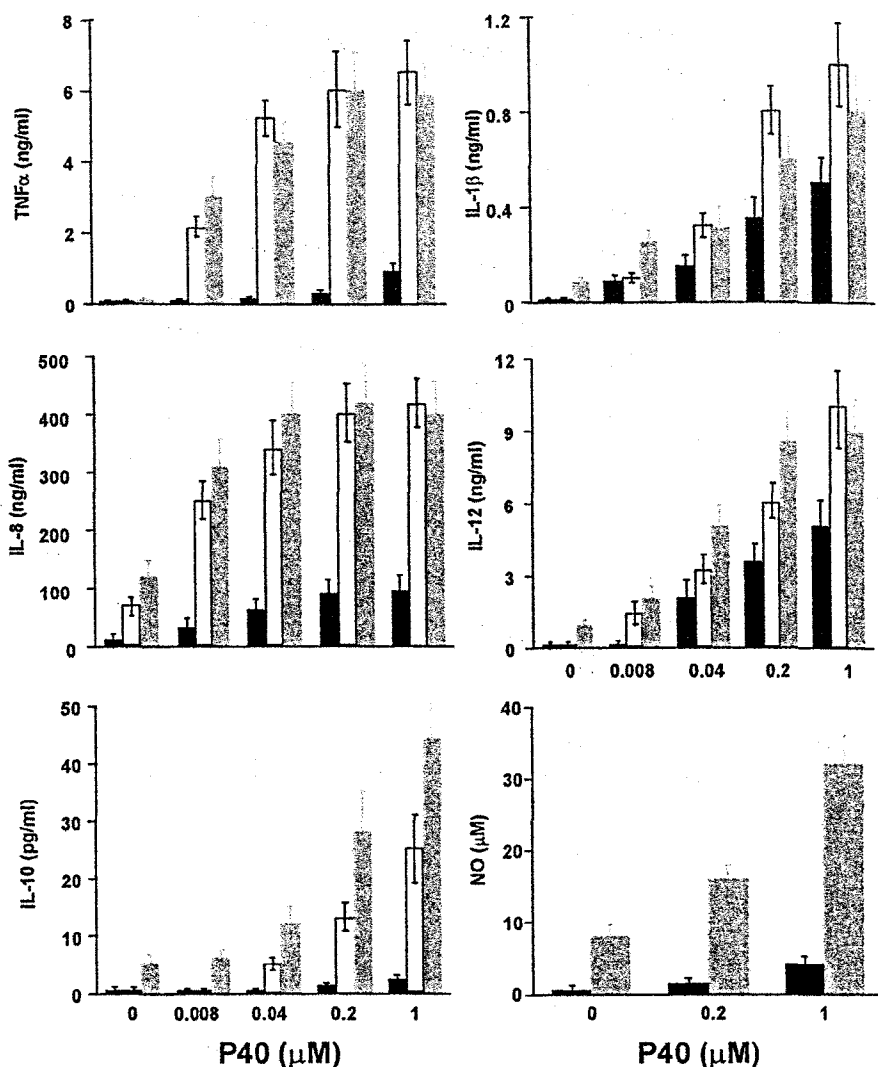 TNFα (ng/ml)
8
6
4
2
0
IL-1β (ng/ml)
1.2
0.8
0.4
0
IL-8 (ng/ml)
500
400
300
200
100
0
IL-12 (ng/ml)
12
9
6
3
0
0 0.008 0.04 0.2 1
IL-10 (pg/ml)
50
40
30
20
10
0
0 0.008 0.04 0.2 1
P40 (μM)
NO (μM)
40
30
20
10
0
0 0.2 1
P40 (μM)